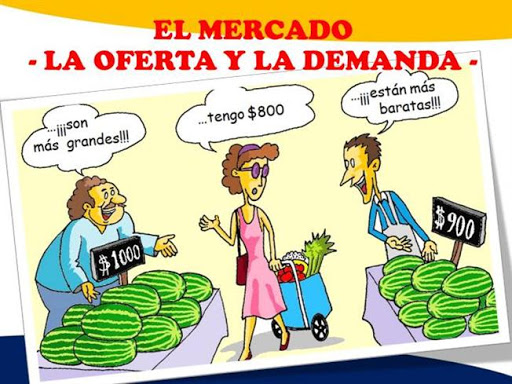 EL MERCADO
- LA OFERTA Y LA DEMANDA -
...¡¡¡son
más grandes!!!
...tengo $800
...¡¡¡están más
baratas!!!
$1000
$900